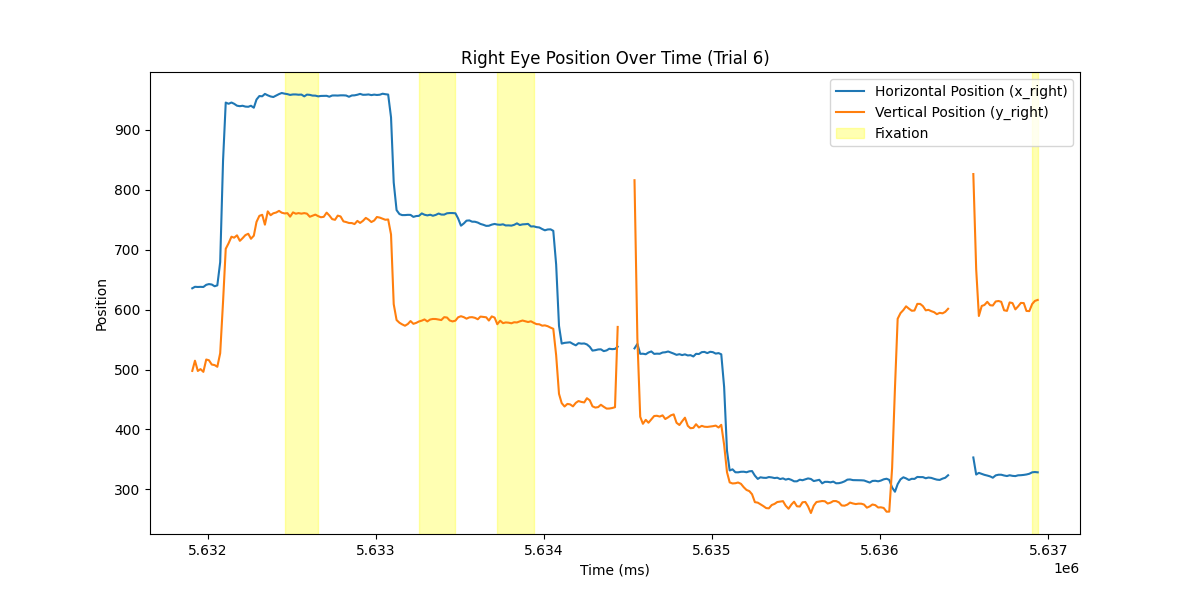 Right Eye Position Over Time (Trial 6)
Horizontal Position (x_right)
Vertical Position (y_right)
Fixation
Position
900
800
700
600
500
400
300
5.632
5.633
5.634
5.635
5.636
5.637
1e6
Time (ms)